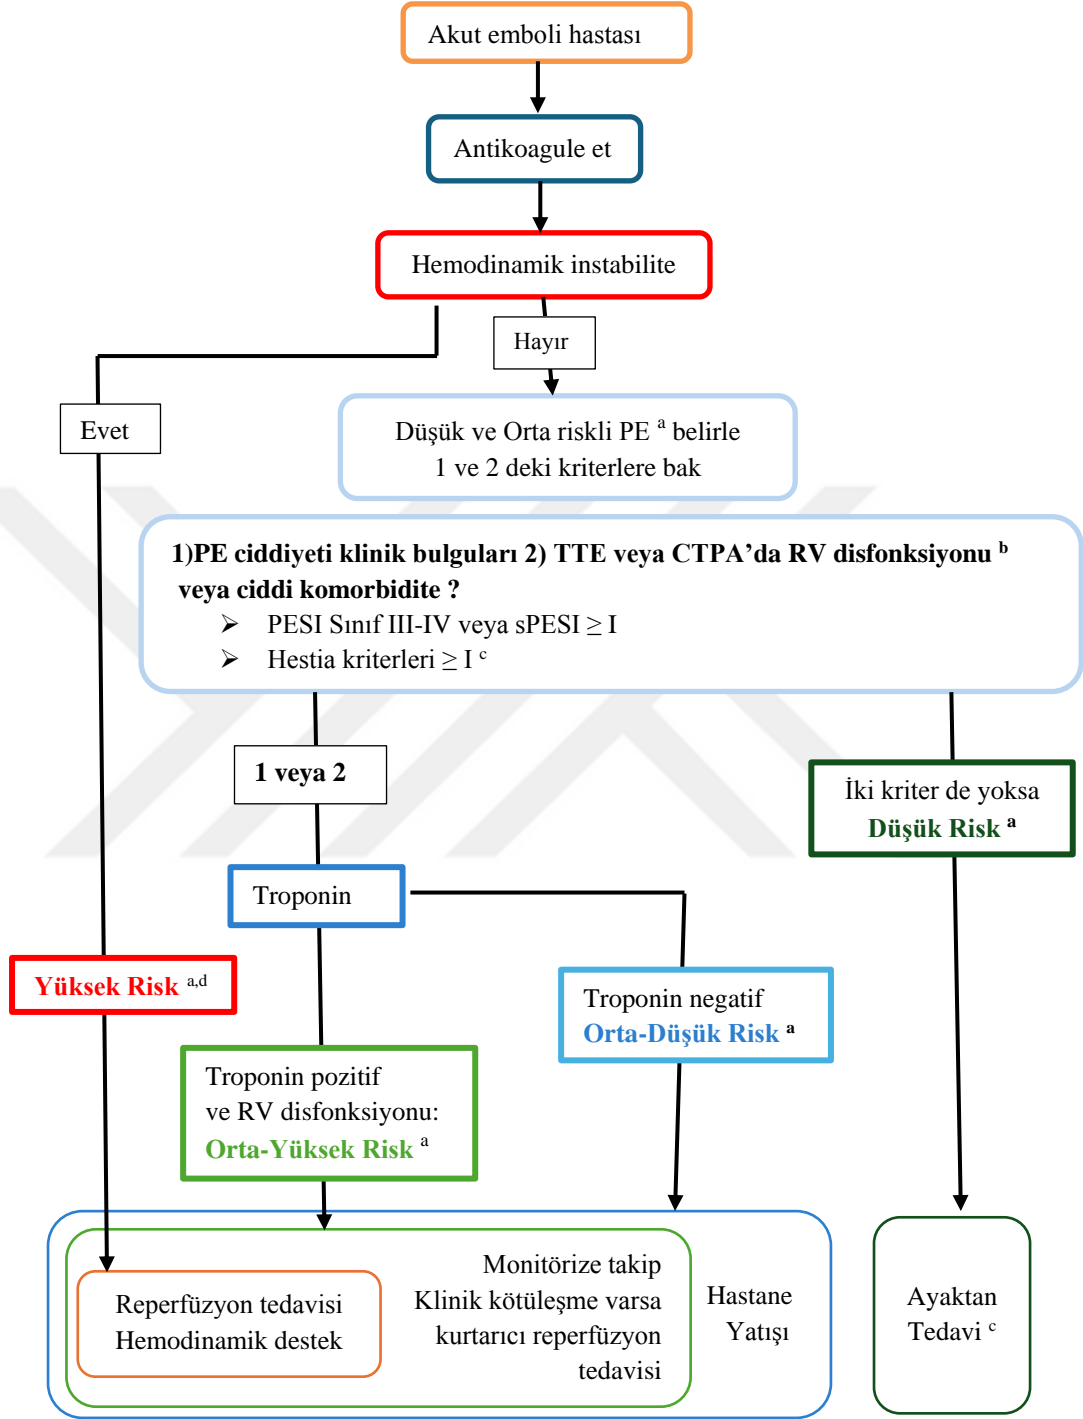 Akut emboli hastası
Antikoagule et
Hemodinamik instabilite
Hayır
Evet
Düşük ve Orta riskli PE a belirle
1 ve 2 deki kriterlere bak
1)PE ciddiyeti klinik bulguları 2) TTE veya CTPA’da RV disfonksiyonu b
veya ciddi komorbidite ?
➢ PESI Sınıf III-IV veya sPESI ≥ I
➢ Hestia kriterleri ≥ I c
1 veya 2
İki kriter de yoksa
Düşük Risk a
Troponin
Yüksek Risk a,d
Troponin negatif
Orta-Düşük Risk a
Troponin pozitif
ve RV disfonksiyonu:
Orta-Yüksek Risk a
Reperfüzyon tedavisi
Hemodinamik destek
Monitörize takip
Klinik kötüleşme varsa
kurtarıcı reperfüzyon
tedavisi
Hastane
Yatışı
Ayaktan
Tedavi c